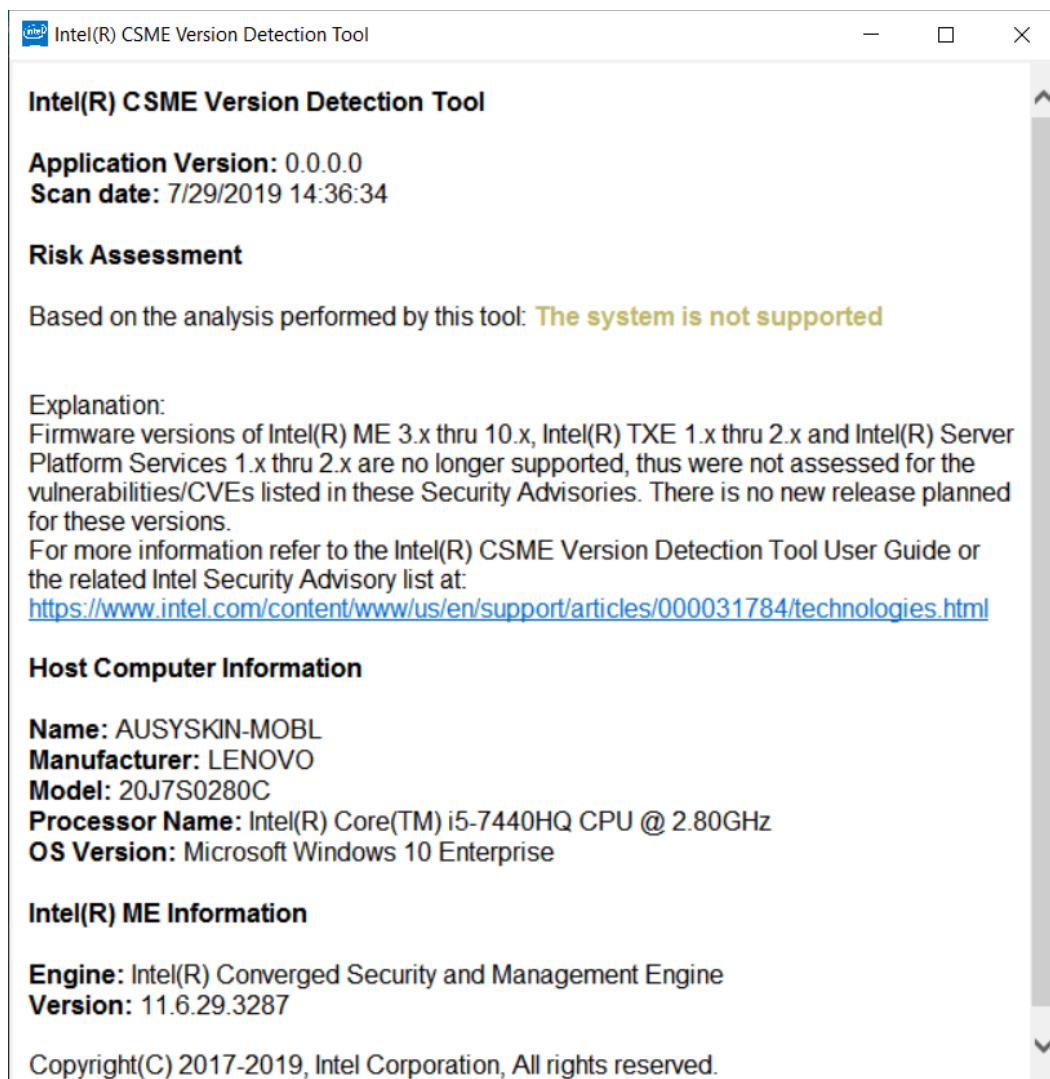 Intel(R) CSME Version Detection Tool
Intel(R) CSME Version Detection Tool
Application Version: 0.0.0.0
Scan date: 7/29/2019 14:36:34
Risk Assessment
Based on the analysis performed by this tool: The system is not supported
Explanation:
Firmware versions of Intel(R) ME 3.x thru 10.x, Intel(R) TXE 1.x thru 2.x and Intel(R) Server
Platform Services 1.x thru 2.x are no longer supported, thus were not assessed for the
vulnerabilities/CVEs listed in these Security Advisories. There is no new release planned
for these versions.
For more information refer to the Intel(R) CSME Version Detection Tool User Guide or
the related Intel Security Advisory list at:
https://www.intel.com/content/www/us/en/support/articles/000031784/technologies.html
Host Computer Information
Name: AUSYSKIN-MOBL
Manufacturer: LENOVO
Model: 20J7S0280C
Processor Name: Intel(R) Core(TM) i5-7440HQ CPU @ 2.80GHz
OS Version: Microsoft Windows 10 Enterprise
Intel(R) ME Information
Engine: Intel(R) Converged Security and Management Engine
Version: 11.6.29.3287
Copyright(C) 2017-2019, Intel Corporation, All rights reserved.